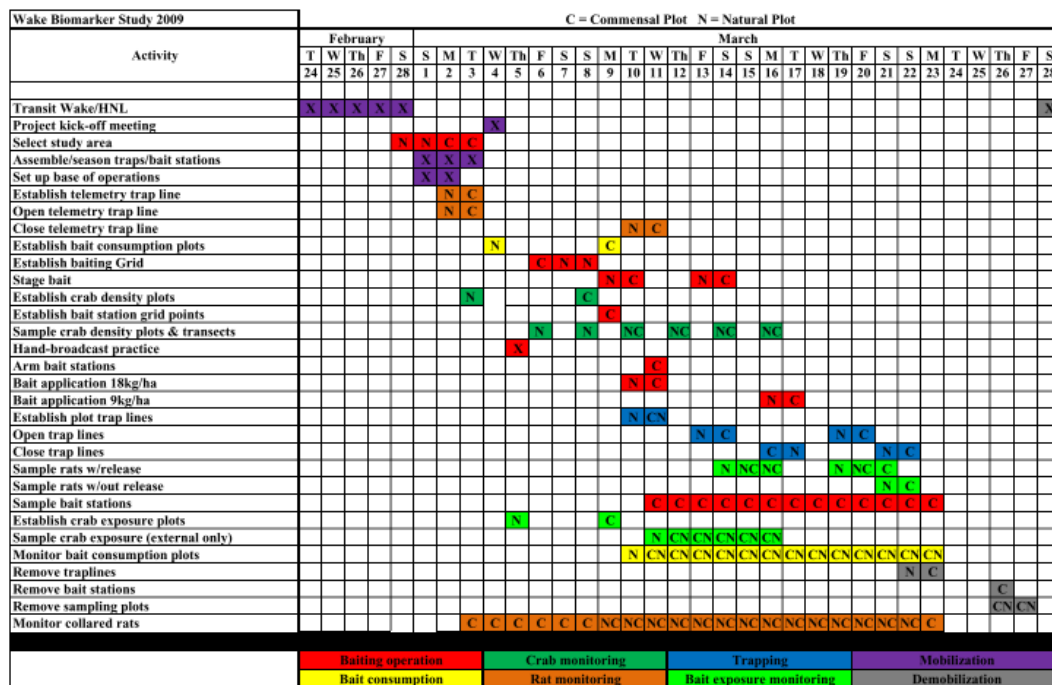 Wake Biomarker Study 2009 C = Commensal Plot N = Natural Plot
February March
Activity
T W Th F S S M T W Th F S S M T W Th F S S M T W Th F S S M T W Th F S
24 25 26 27 28 1 2 3 4 5 6 7 8 9 10 11 12 13 14 15 16 17 18 19 20 21 22 23 24 25 26 27 28
Transit Wake/HNL X X X X X X
Project kick-off meeting X
Select study area N N C C
Assemble/season traps/bait stations X X X
Set up base of operations X X
Establish telemetry trap line N C
Open telemetry trap line N C
Close telemetry trap line N C
Establish bait consumption plots N C
Establish baiting Grid C N N
Stage bait N C N C
Establish crab density plots N C
Establish bait station grid points C
Sample crab density plots & transects N N NC NC NC NC
Hand-broadcast practice X
Arm bait stations C
Bait application 18kg/ha N C
Bait application 9kg/ha N C
Establish plot trap lines N CN
Open trap lines N C N C
Close trap lines C N N C
Sample rats w/release N NC NC N NC C
Sample rats w/out release N C
Sample bait stations C C C C C C C C C C C C C
Establish crab exposure plots N C
Sample crab exposure (external only) N CN CN CN CN CN
Monitor bait consumption plots N CN CN CN CN CN CN CN CN CN CN CN CN CN
Remove traplines N C
Remove bait stations C
Remove sampling plots CN CN
Monitor collared rats C C C C C C NC NC NC NC NC NC NC NC NC NC NC NC NC NC C
Baiting operation Crab monitoring Trapping Mobilization
Bait consumption Rat monitoring Bait exposure monitoring Demobilization